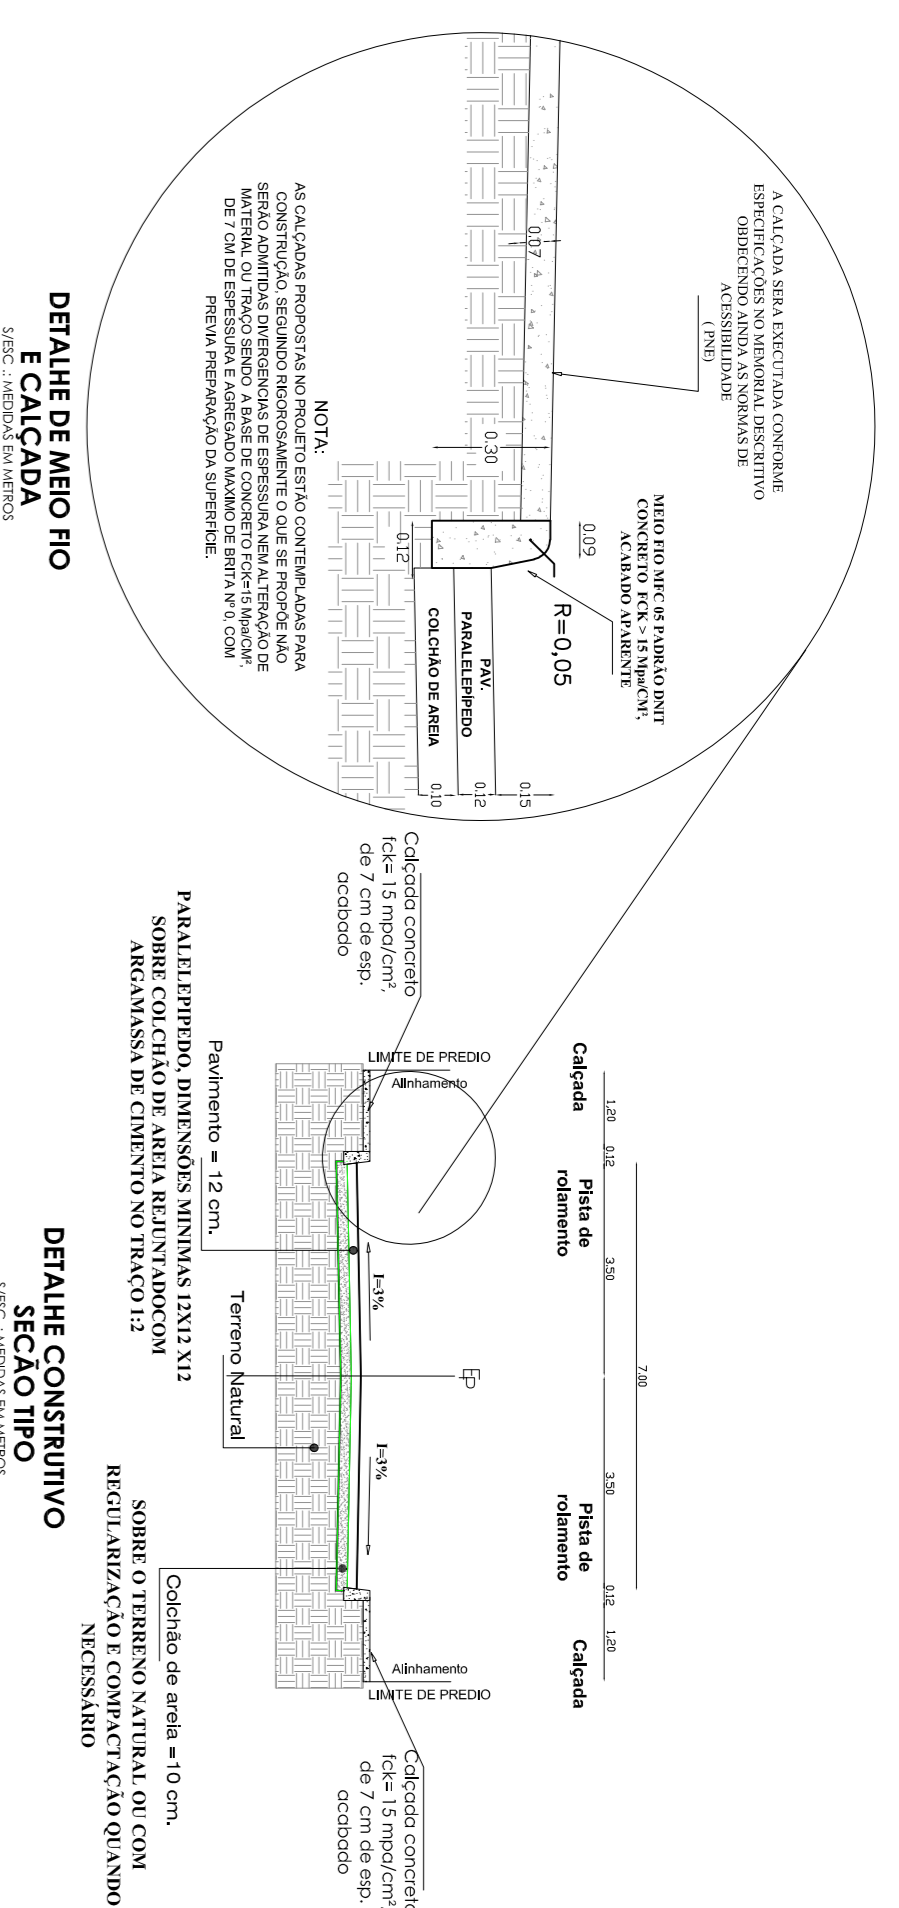 A CALÇADA SERA EXECUTADA CONFORME
ESPECIFICAÇÕES NO MEMORIAL DESCRITIVO
OBDECENDO AINDA AS NORMAS DE
ACESSIBILIDADE
( PNE)
MEIO FIO MFC 05 PADRÃO DNIT
CONCRETO FCK > 15 Mpa/CM²,
ACABADO APARENTE
0.09
R=0,05
0.07
0.30
0.12
PAV.
PARALELEPÍPEDO
COLCHÃO DE AREIA
0.15
0.12
0.10
NOTA:
AS CALÇADAS PROPOSTAS NO PROJETO ESTÃO CONTEMPLADAS PARA
CONSTRUÇÃO, SEGUINDO RIGOROSAMENTE O QUE SE PROPÕE NÃO
SERÃO ADMITIDAS DIVERGENCIAS DE ESPESSURA NEM ALTERAÇÃO DE
MATERIAL OU TRAÇO SENDO A BASE DE CONCRETO FCK=15 Mpa/CM²,
DE 7 CM DE ESPESSURA E AGREGADO MAXIMO DE BRITA Nº 0, COM
PREVIA PREPARAÇÃO DA SUPERFÍCIE.
DETALHE DE MEIO FIO
E CALÇADA
S/ESC .: MEDIDAS EM METROS
7.00
1,20
0.12
3.50
3.50
0.12
1,20
Calçada
Pista de
rolamento
Pista de
rolamento
Calçada
LIMITE DE PREDIO
Alinhamento
EP
Alinhamento
LIMITE DE PREDIO
I=3%
I=3%
Calçada concreto
fck= 15 mpa/cm²,
de 7 cm de esp.
acabado
Calçada concreto
fck= 15 mpa/cm²,
de 7 cm de esp.
acabado
Pavimento = 12 cm.
PARALELEPIPEDO, DIMENSÕES MINIMAS 12X12 X12
SOBRE COLCHÃO DE AREIA REJUNTADOCOM
ARGAMASSA DE CIMENTO NO TRAÇO 1:2
Terreno Natural
Colchão de areia =10 cm.
SOBRE O TERRENO NATURAL OU COM
REGULARIZAÇÃO E COMPACTAÇÃO QUANDO
NECESSÁRIO
DETALHE CONSTRUTIVO
SECÃO TIPO
S/ESC .: MEDIDAS EM METROS